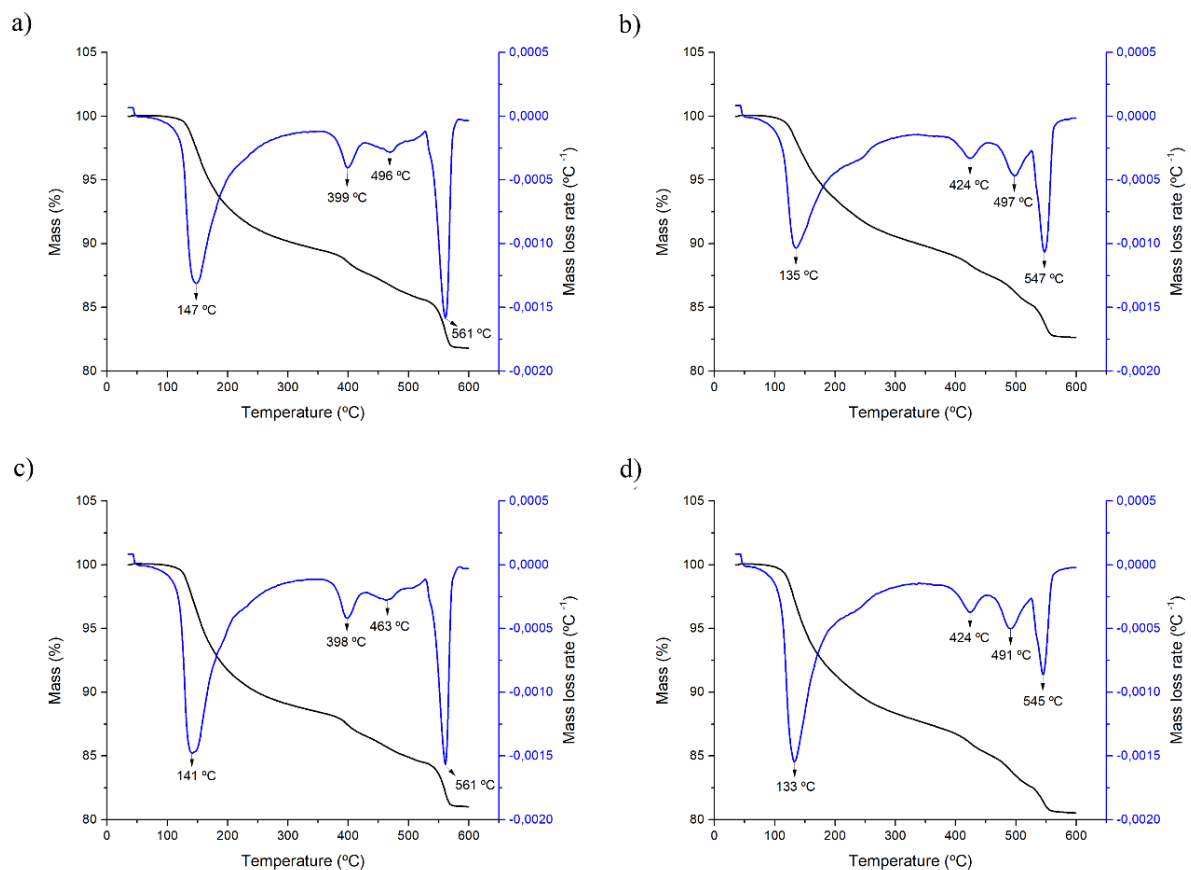 a)
105
100
95
90
85
80
Mass (%)
0,0005
0,0000
-0,0005
-0,0010
-0,0015
-0,0020
Mass loss rate (ºC ⁻¹)
399 ºC
496 ºC
147 ºC
561 ºC
0 100 200 300 400 500 600
Temperature (ºC)
b)
105
100
95
90
85
80
Mass (%)
0,0005
0,0000
-0,0005
-0,0010
-0,0015
-0,0020
Mass loss rate (ºC ⁻¹)
424 ºC
497 ºC
135 ºC
547 ºC
0 100 200 300 400 500 600
Temperature (ºC)
c)
105
100
95
90
85
80
Mass (%)
0,0005
0,0000
-0,0005
-0,0010
-0,0015
-0,0020
Mass loss rate (ºC ⁻¹)
398 ºC
463 ºC
141 ºC
561 ºC
0 100 200 300 400 500 600
Temperature (ºC)
d)
105
100
95
90
85
80
Mass (%)
0,0005
0,0000
-0,0005
-0,0010
-0,0015
-0,0020
Mass loss rate (ºC ⁻¹)
424 ºC
491 ºC
545 ºC
133 ºC
0 100 200 300 400 500 600
Temperature (ºC)